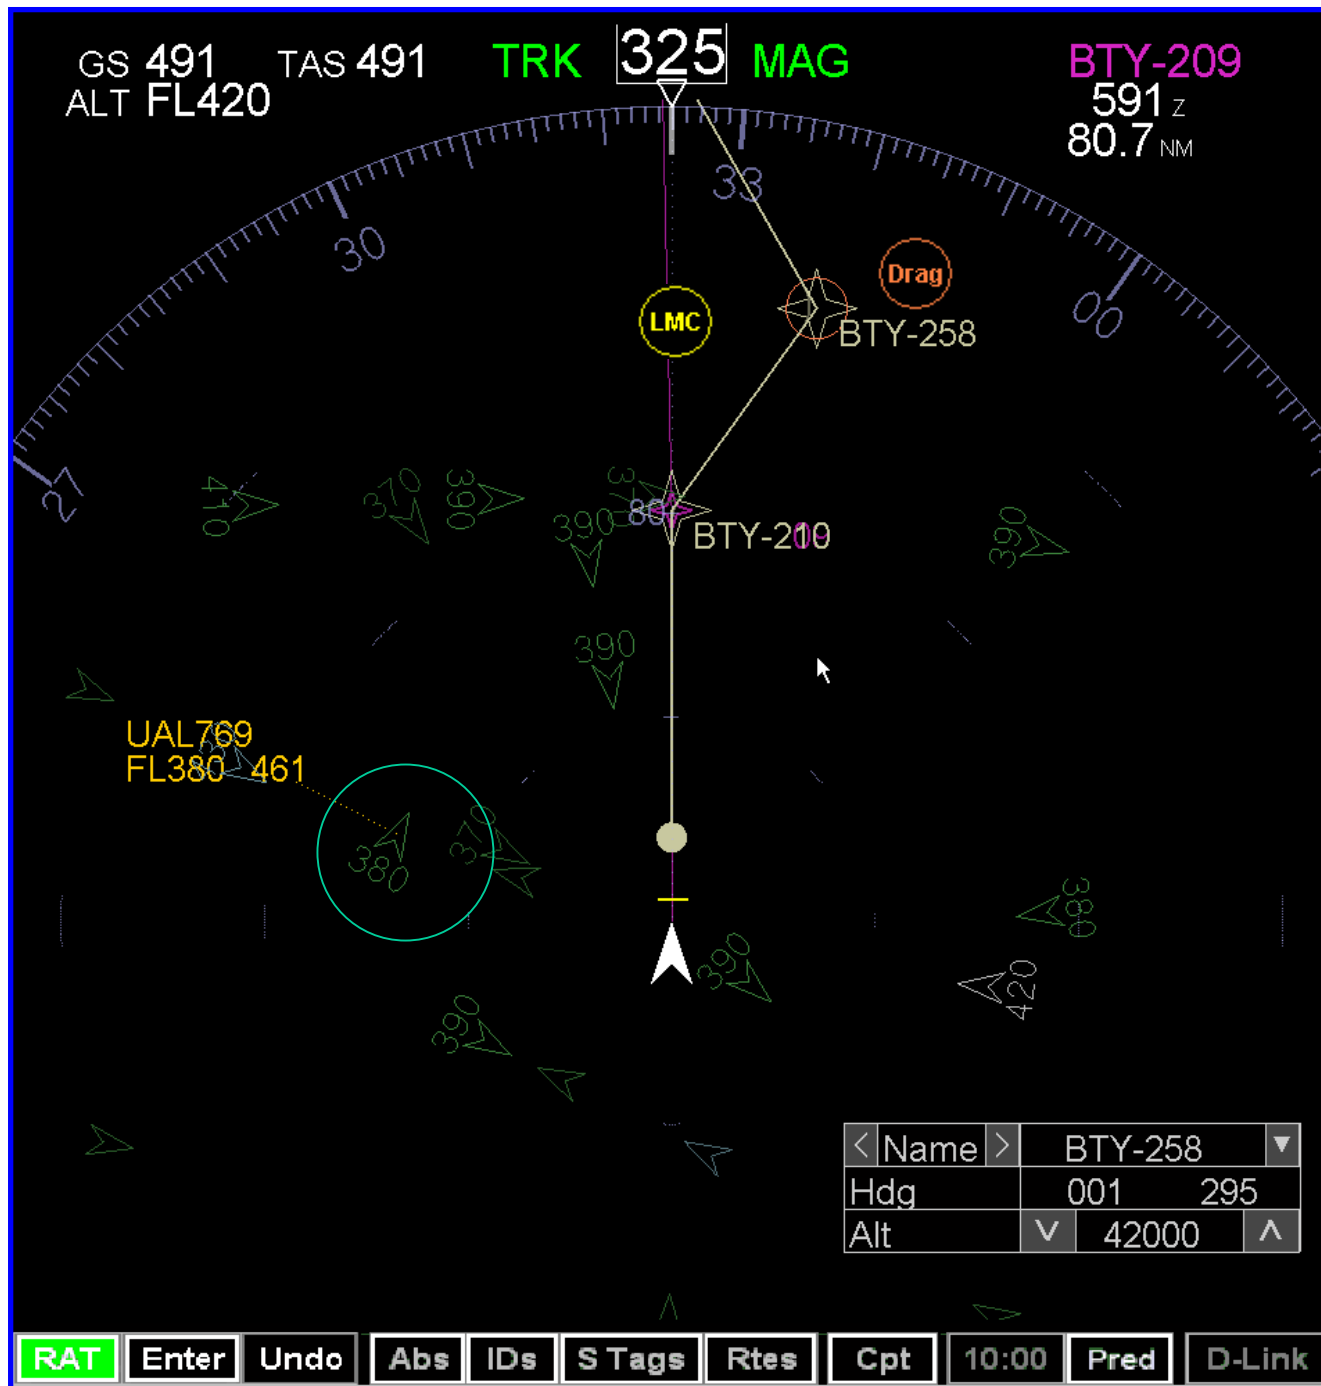 GS 491 TAS 491 TRK 325 MAG BTY-209
ALT FL420 591 Z
80.7 NM
33
30
Drag
00
LMC
BTY-258
27
410
370
390
390
80
390
BTY-210
390
UAL769
FL380 461
370
380
380
390
420
390
< Name > BTY-258 ▼
Hdg 001 295
Alt V 42000 Λ
RAT Enter Undo Abs IDs S Tags Rtes Cpt 10:00 Pred D-Link